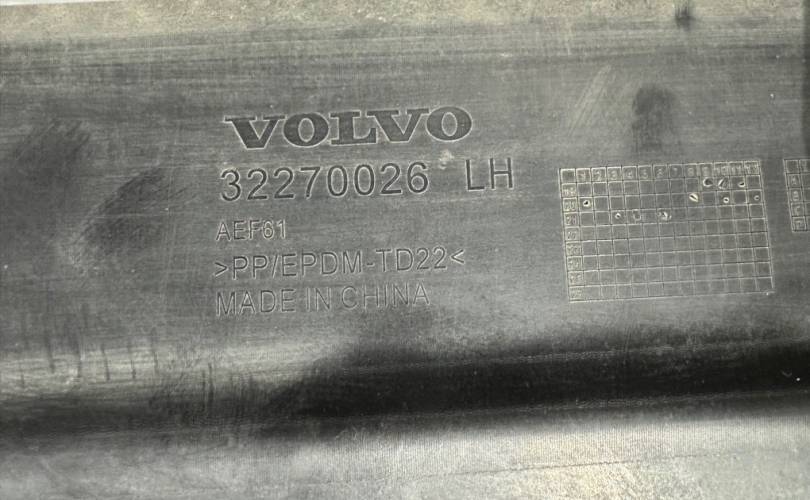 VOLVO
32270026 LH
AEF61
>PP/EPDM-TD22<
MADE IN CHINA